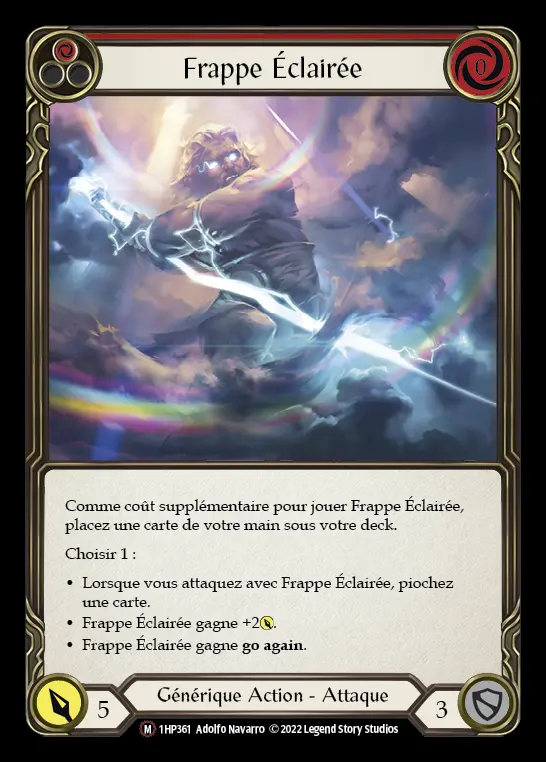 Frappe Éclairée
0
Comme coût supplémentaire pour jouer Frappe Éclairée,
placez une carte de votre main sous votre deck.
Choisir 1 :
• Lorsque vous attaquez avec Frappe Éclairée, piochez
une carte.
• Frappe Éclairée gagne +2.
• Frappe Éclairée gagne go again.
5
Générique Action - Attaque
3
M 1HP361 Adolfo Navarro © 2022 Legend Story Studios